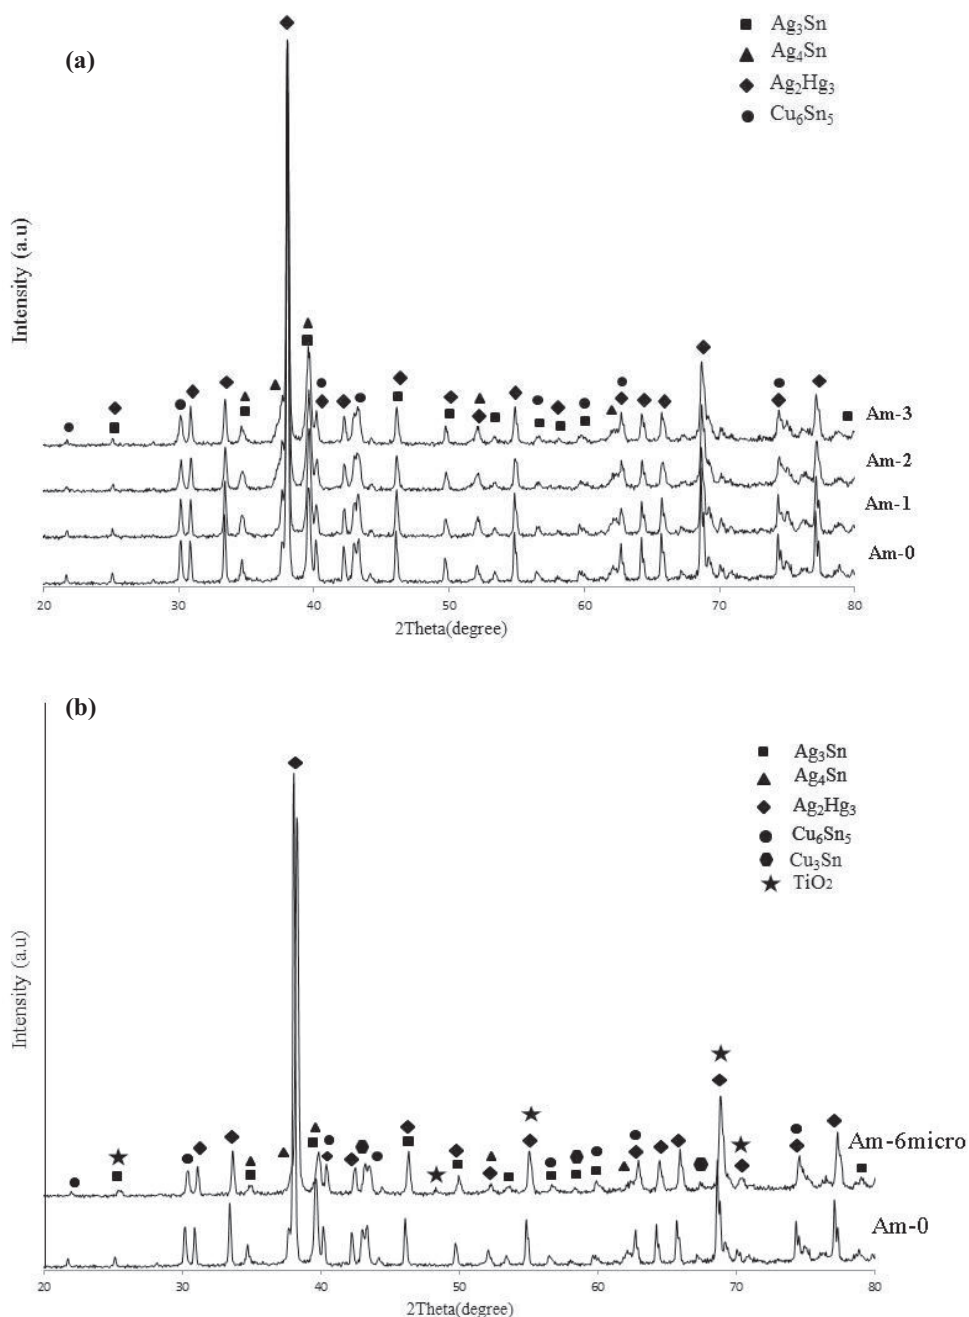 (a)
Ag₃Sn
Ag₄Sn
Ag₂Hg₃
Cu₆Sn₅
Intensity (a.u)
Am-3
Am-2
Am-1
Am-0
20 30 40 50 60 70 80
2Theta(degree)
(b)
Ag₃Sn
Ag₄Sn
Ag₂Hg₃
Cu₆Sn₅
Cu₃Sn
TiO₂
Intensity (a.u)
Am-6micro
Am-0
20 30 40 50 60 70 80
2Theta(degree)